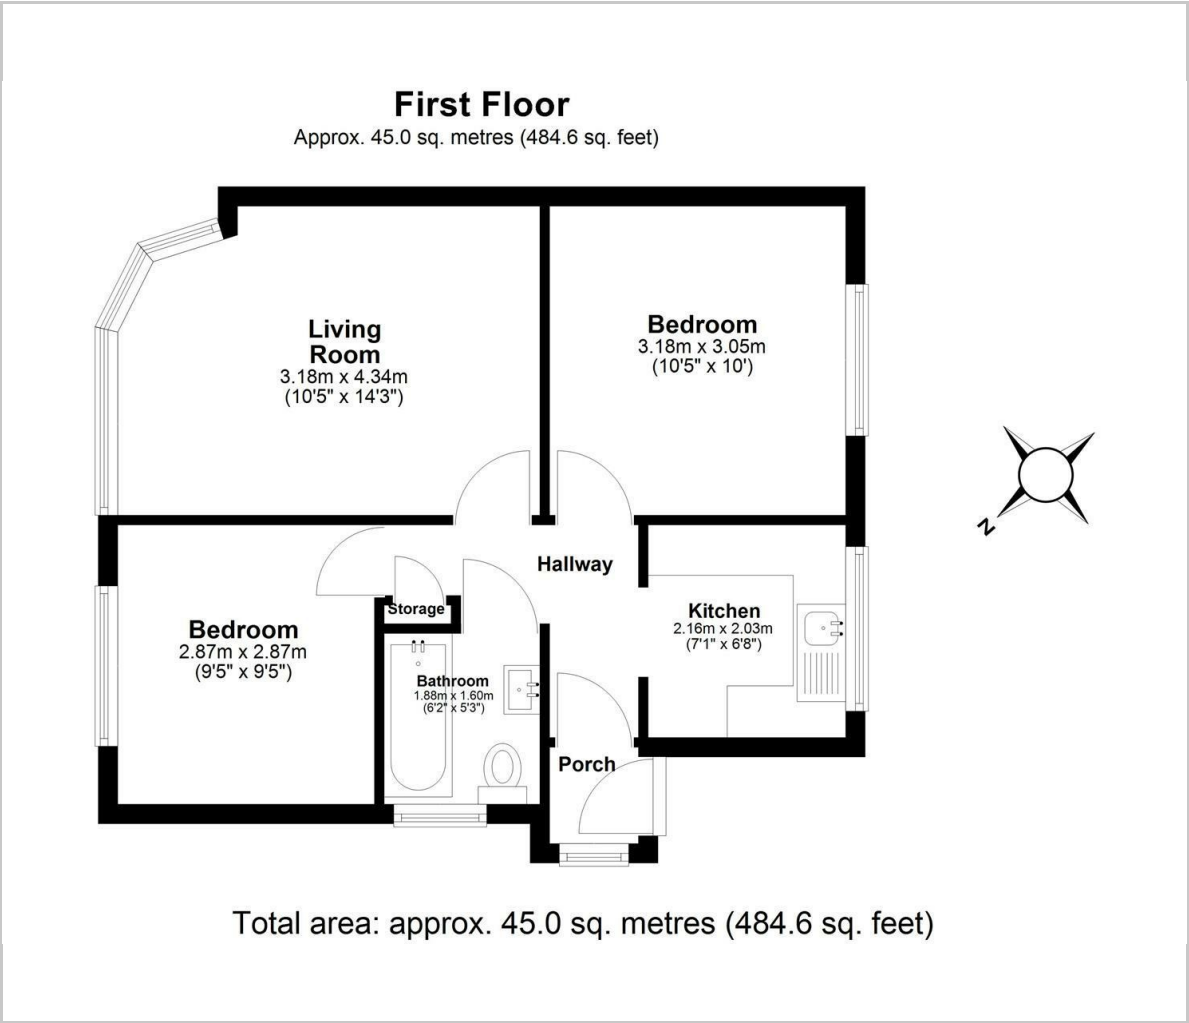 First Floor
Approx. 45.0 sq. metres (484.6 sq. feet)
Living
Room
3.18m x 4.34m
(10'5" x 14'3")
Bedroom
3.18m x 3.05m
(10'5" x 10')
N
Hallway
Storage
Kitchen
2.16m x 2.03m
(7'1" x 6'8")
Bedroom
2.87m x 2.87m
(9'5" x 9'5")
Bathroom
1.88m x 1.60m
(6'2" x 5'3")
Porch
Total area: approx. 45.0 sq. metres (484.6 sq. feet)